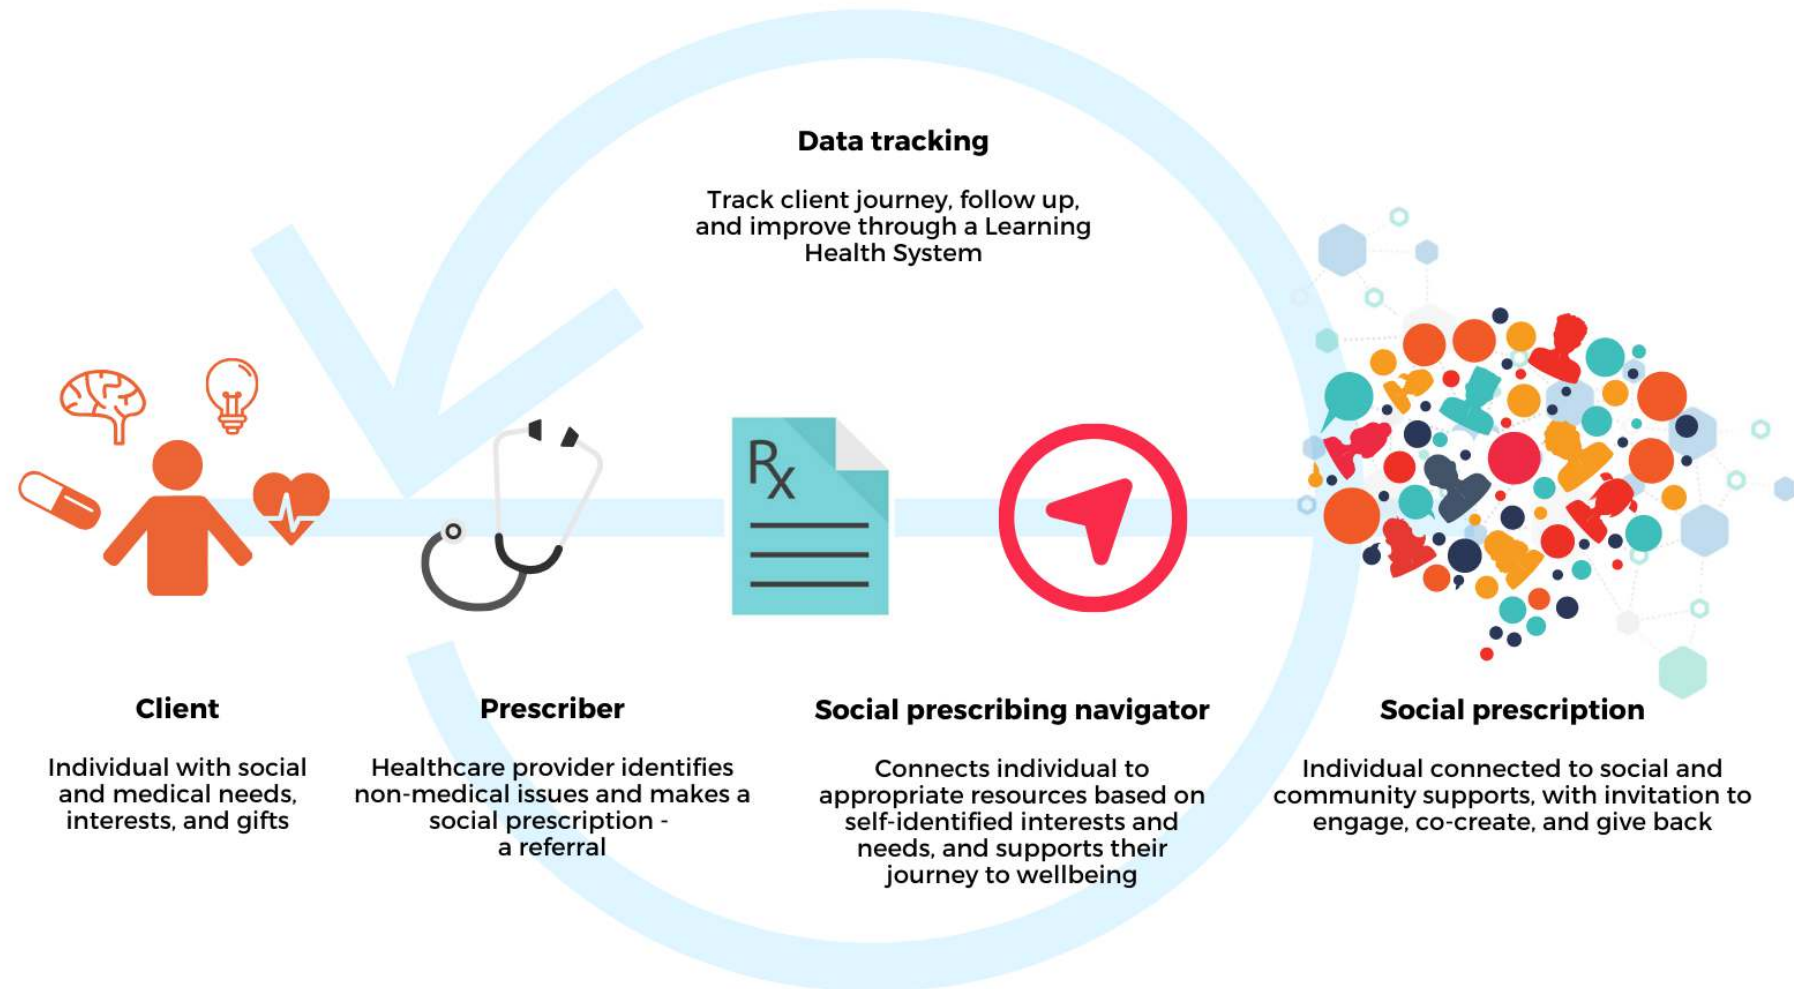 Data tracking
Track client journey, follow up,
and improve through a Learning
Health System
Rx
Client
Individual with social
and medical needs,
interests, and gifts
Prescriber
Healthcare provider identifies
non-medical issues and makes a
social prescription -
a referral
Social prescribing navigator
Connects individual to
appropriate resources based on
self-identified interests and
needs, and supports their
journey to wellbeing
Social prescription
Individual connected to social and
community supports, with invitation to
engage, co-create, and give back